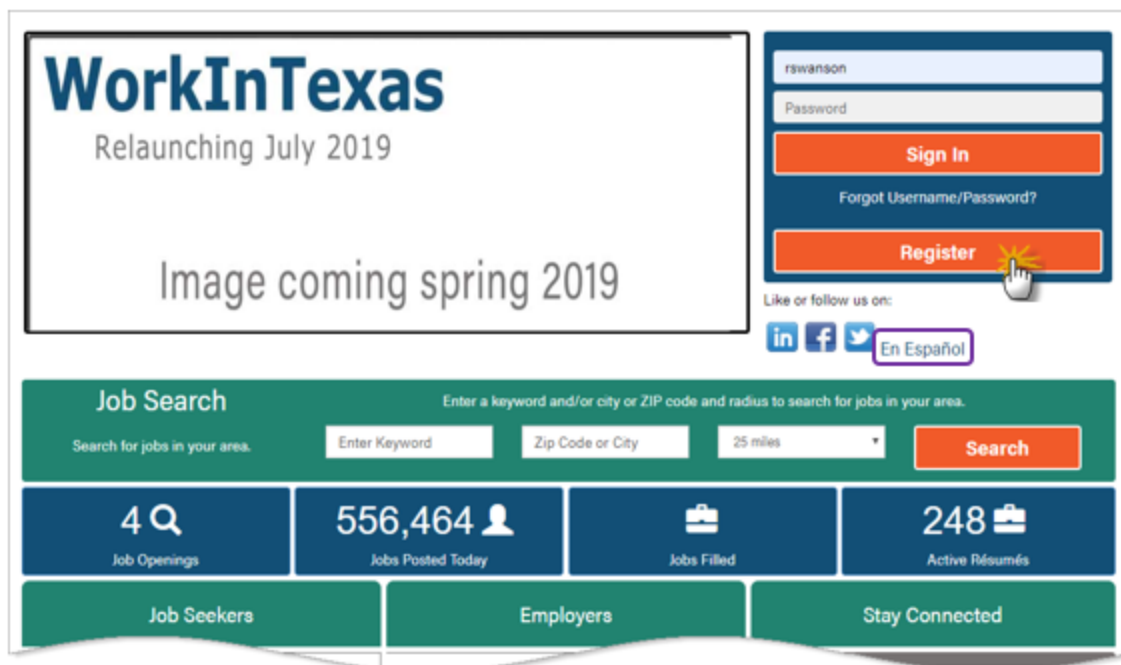 WorkInTexas
Relaunching July 2019
Image coming spring 2019
rswanson
Password
Sign In
Forgot Username/Password?
Register
Like or follow us on:
in f
En Español
Job Search
Enter a keyword and/or city or ZIP code and radius to search for jobs in your area.
Search for jobs in your area.
Enter Keyword
Zip Code or City
25 miles
Search
4
Job Openings
556,464
Jobs Posted Today
Jobs Filled
248
Active Résumés
Job Seekers
Employers
Stay Connected